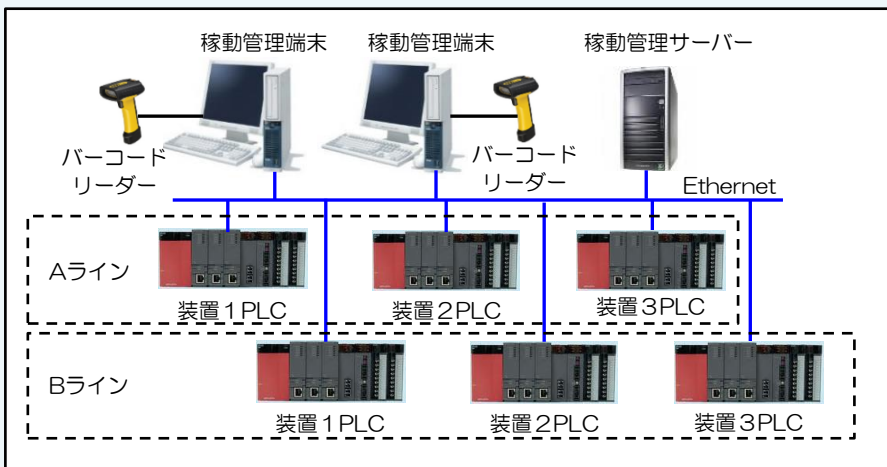 稼動管理端末
稼動管理端末
稼動管理サーバー
バーコード
リーダー
バーコード
リーダー
Ethernet
Aライン
装置1PLC
装置2PLC
装置3PLC
Bライン
装置1PLC
装置2PLC
装置3PLC